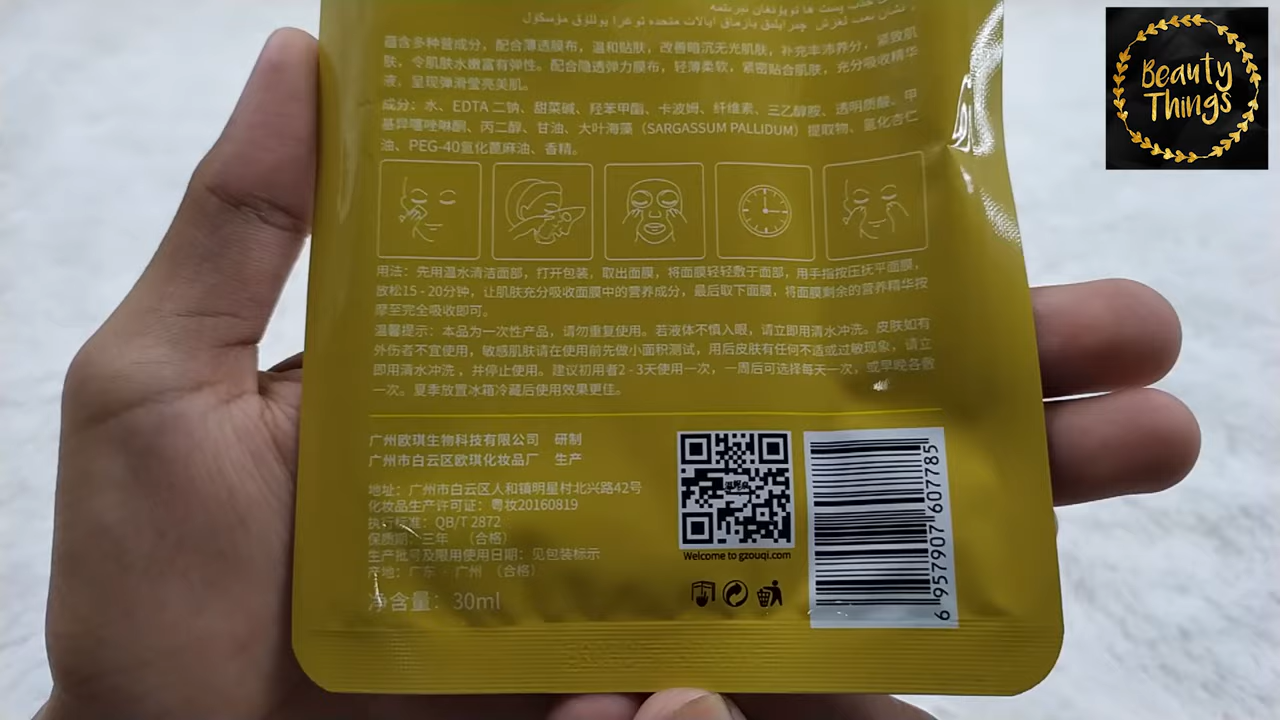 蕴含多种营成分，配合薄透膜布，温和贴肤，改善暗沉无光肌肤，补充丰沛养分，紧致肌
肤，令肌肤水嫩富有弹性。配合隐透弹力膜布，轻薄柔软，紧密贴合肌肤，充分吸收精华
液，呈现弹滑莹亮美肌。
成分：水、EDTA 二钠、甜菜碱、羟苯甲酯、卡波姆、纤维素、三乙醇胺、透明质酸、甲
基异噻唑啉酮、丙二醇、甘油、大叶海藻（SARGASSUM PALLIDUM）提取物、氢化杏仁
油、PEG-40氢化蓖麻油、香精。
用法：先用温水清洁面部，打开包装，取出面膜，将面膜轻轻敷于面部，用手指按压抚平面膜，
放松15 - 20分钟，让肌肤充分吸收面膜中的营养成分，最后取下面膜，将面膜剩余的营养精华按
摩至完全吸收即可。
温馨提示：本品为一次性产品，请勿重复使用。若液体不慎入眼，请立即用清水冲洗。皮肤如有
外伤者不宜使用，敏感肌肤请在使用前先做小面积测试，用后皮肤有任何不适或过敏现象，请立
即用清水冲洗，并停止使用。建议初用者2 - 3天使用一次，一周后可选择每天一次，或早晚各敷
一次。夏季放置冰箱冷藏后使用效果更佳。
广州欧琪生物科技有限公司 研制
广州市白云区欧琪化妆品厂 生产
地址：广州市白云区人和镇明星村北兴路42号
化妆品生产许可证：粤妆20160819
执行标准：QB/T 2872
保质期：三年 （合格）
生产批号及限用使用日期：见包装标示
产地：广东 · 广州 （合格）
净含量：30ml
Welcome to gzouqi.com
6 957907 607785
Beauty
Things